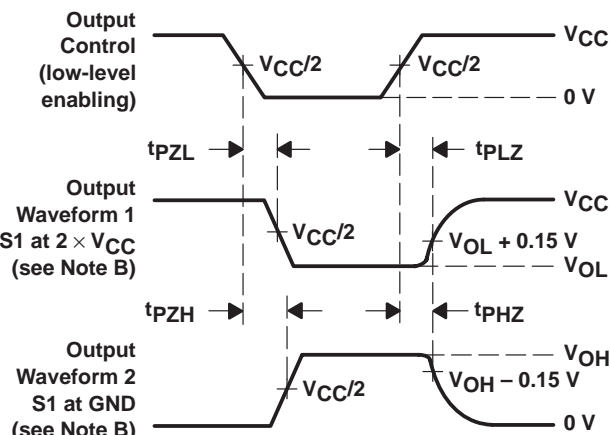 Output
Control
(low-level
enabling)
VCC/2
VCC/2
VCC
0 V
tPZL
tPLZ
Output
Waveform 1
S1 at 2 × VCC
(see Note B)
VCC/2
VCC
VOL + 0.15 V
VOL
tPZH
tPHZ
Output
Waveform 2
S1 at GND
(see Note B)
VCC/2
VOH
VOH – 0.15 V
0 V